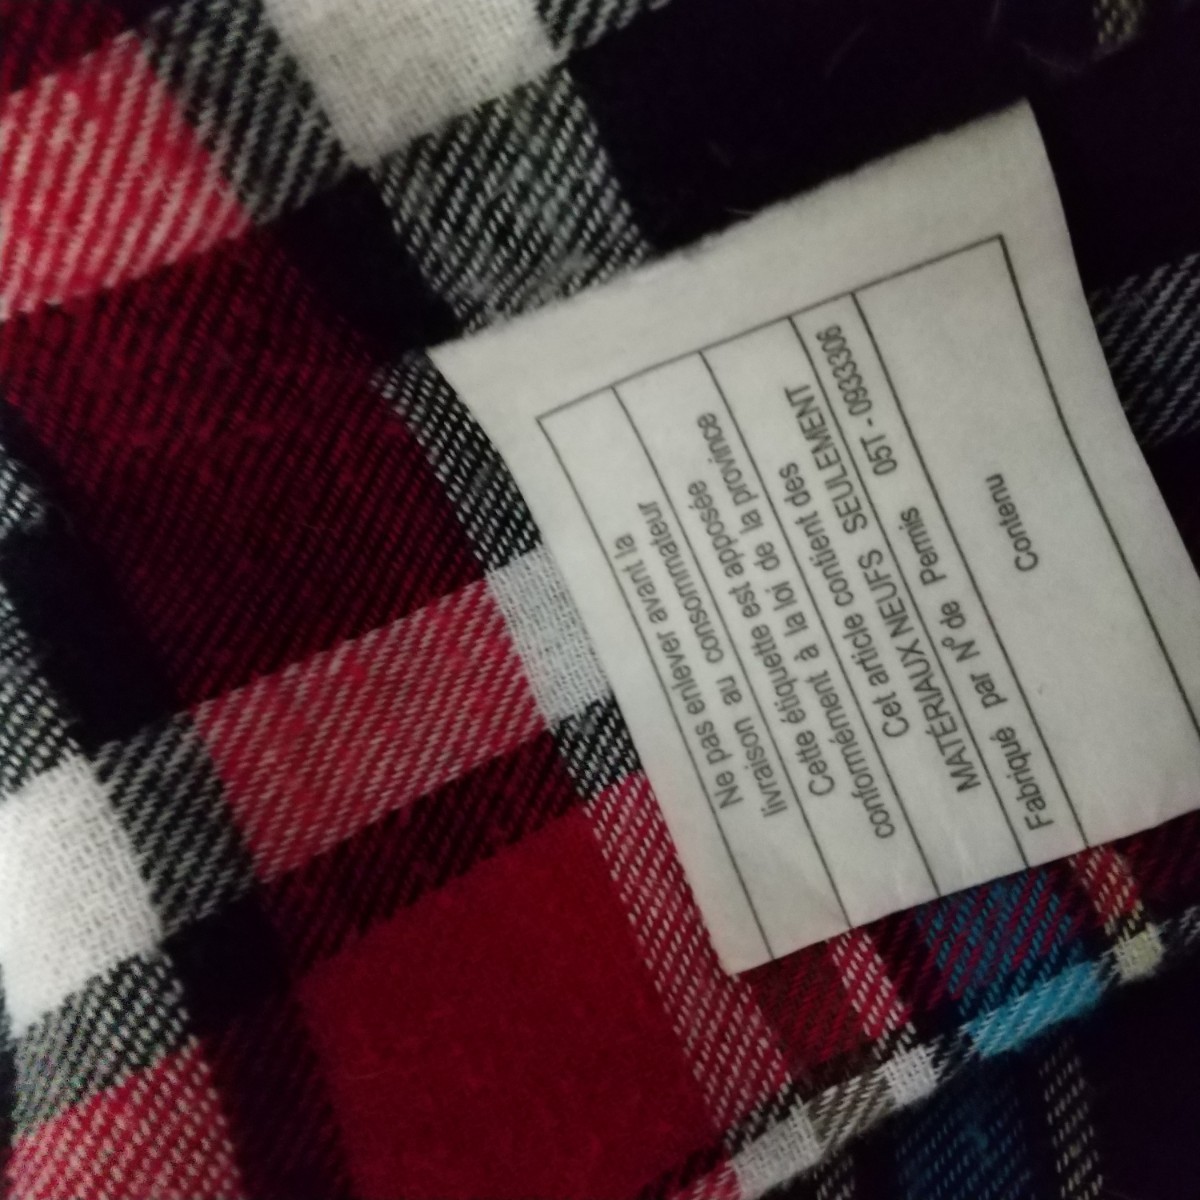 Ne pas enlever avant la
livraison au consommateur
Cette étiquette est apposée
conformément à la loi de la province
Cet article contient des
MATÉRIAUX NEUFS SEULEMENT
Fabriqué par Nº de Permis 05T - 0933306
Contenu